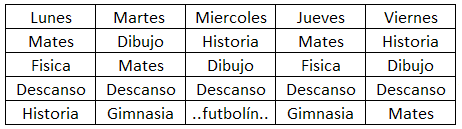 Lunes Martes Miercoles Jueves Viernes
Mates Dibujo Historia Mates Historia
Fisica Mates Dibujo Fisica Dibujo
Descanso Descanso Descanso Descanso Descanso
Historia Gimnasia ..futbolín.. Gimnasia Mates